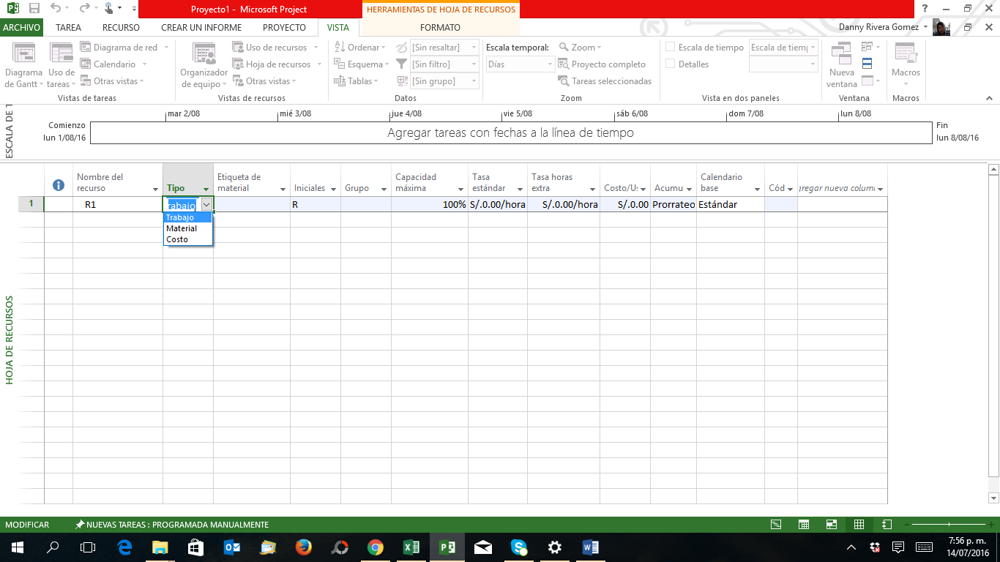 Proyecto1 - Microsoft Project
HERRAMIENTAS DE HOJA DE RECURSOS
?
ARCHIVO TAREA RECURSO CREAR UN INFORME PROYECTO VISTA FORMATO
Danny Rivera Gomez
Diagrama de Gantt
Uso de tareas
Diagrama de red
Calendario
Otras vistas
Vistas de tareas
Organizador de equipo
Uso de recursos
Hoja de recursos
Otras vistas
Vistas de recursos
Ordenar
Esquema
Tablas
[Sin resaltar]
[Sin filtro]
[Sin grupo]
Datos
Escala temporal:
Días
Zoom
Proyecto completo
Tareas seleccionadas
Zoom
Escala de tiempo
Escala de tiemp
Detalles
Vista en dos paneles
Nueva ventana
Ventana
Macros
Macros
ESCALA DE T
mar 2/08 mié 3/08 jue 4/08 vie 5/08 sáb 6/08 dom 7/08 lun 8/08
Comienzo
lun 1/08/16
Agregar tareas con fechas a la línea de tiempo
Fin
lun 8/08/16
HOJA DE RECURSOS
Nombre del recurso
Tipo
Etiqueta de material
Iniciales
Grupo
Capacidad máxima
Tasa estándar
Tasa horas extra
Costo/Us
Acumu
Calendario base
Cód
gregar nueva colum
1 R1 rabajo R 100% S/.0.00/hora S/.0.00/hora S/.0.00 Prorrateo Estándar
Trabajo
Material
Costo
MODIFICAR NUEVAS TAREAS : PROGRAMADA MANUALMENTE
7:56 p. m.
14/07/2016